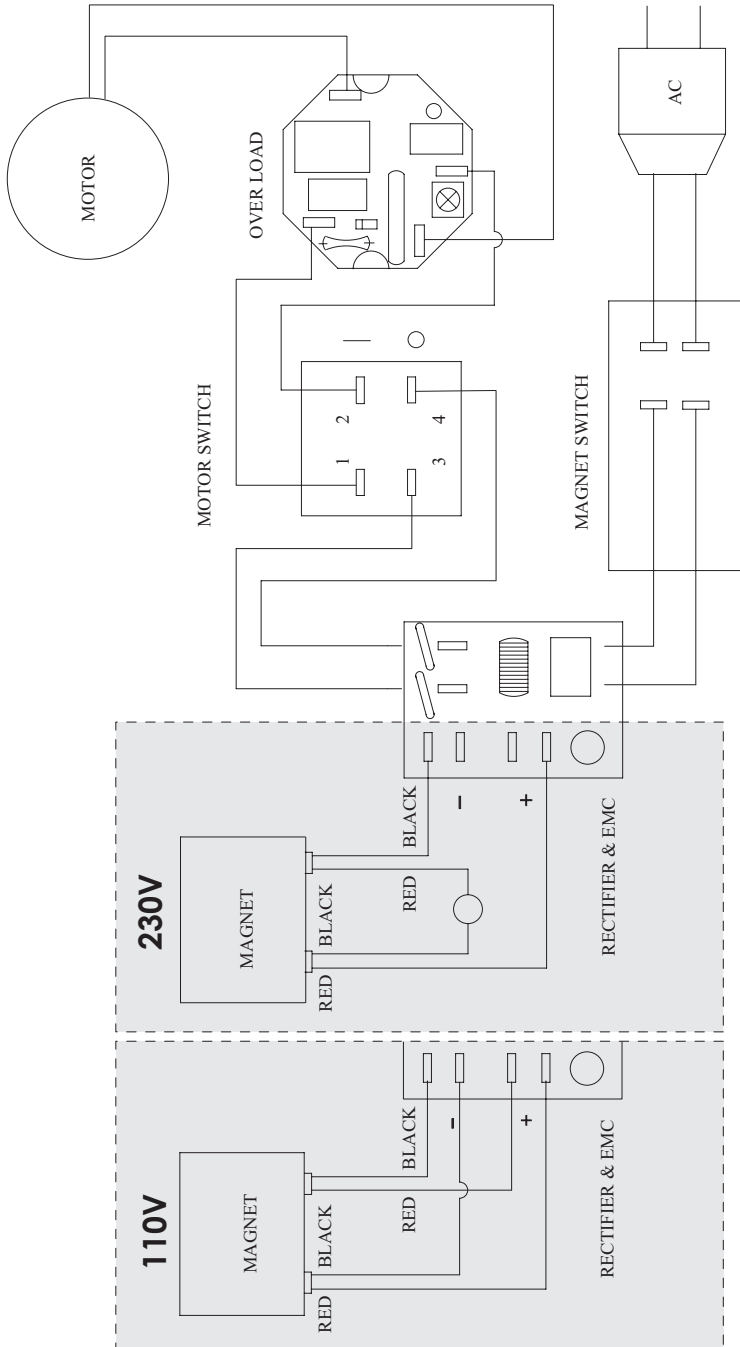 110V
MAGNET
RED
BLACK
RED
BLACK
–
+
RECTIFIER & EMC
230V
MAGNET
RED
BLACK
RED
BLACK
–
+
RECTIFIER & EMC
MOTOR SWITCH
1
2
3
4
MAGNET SWITCH
OVER LOAD
MOTOR
AC